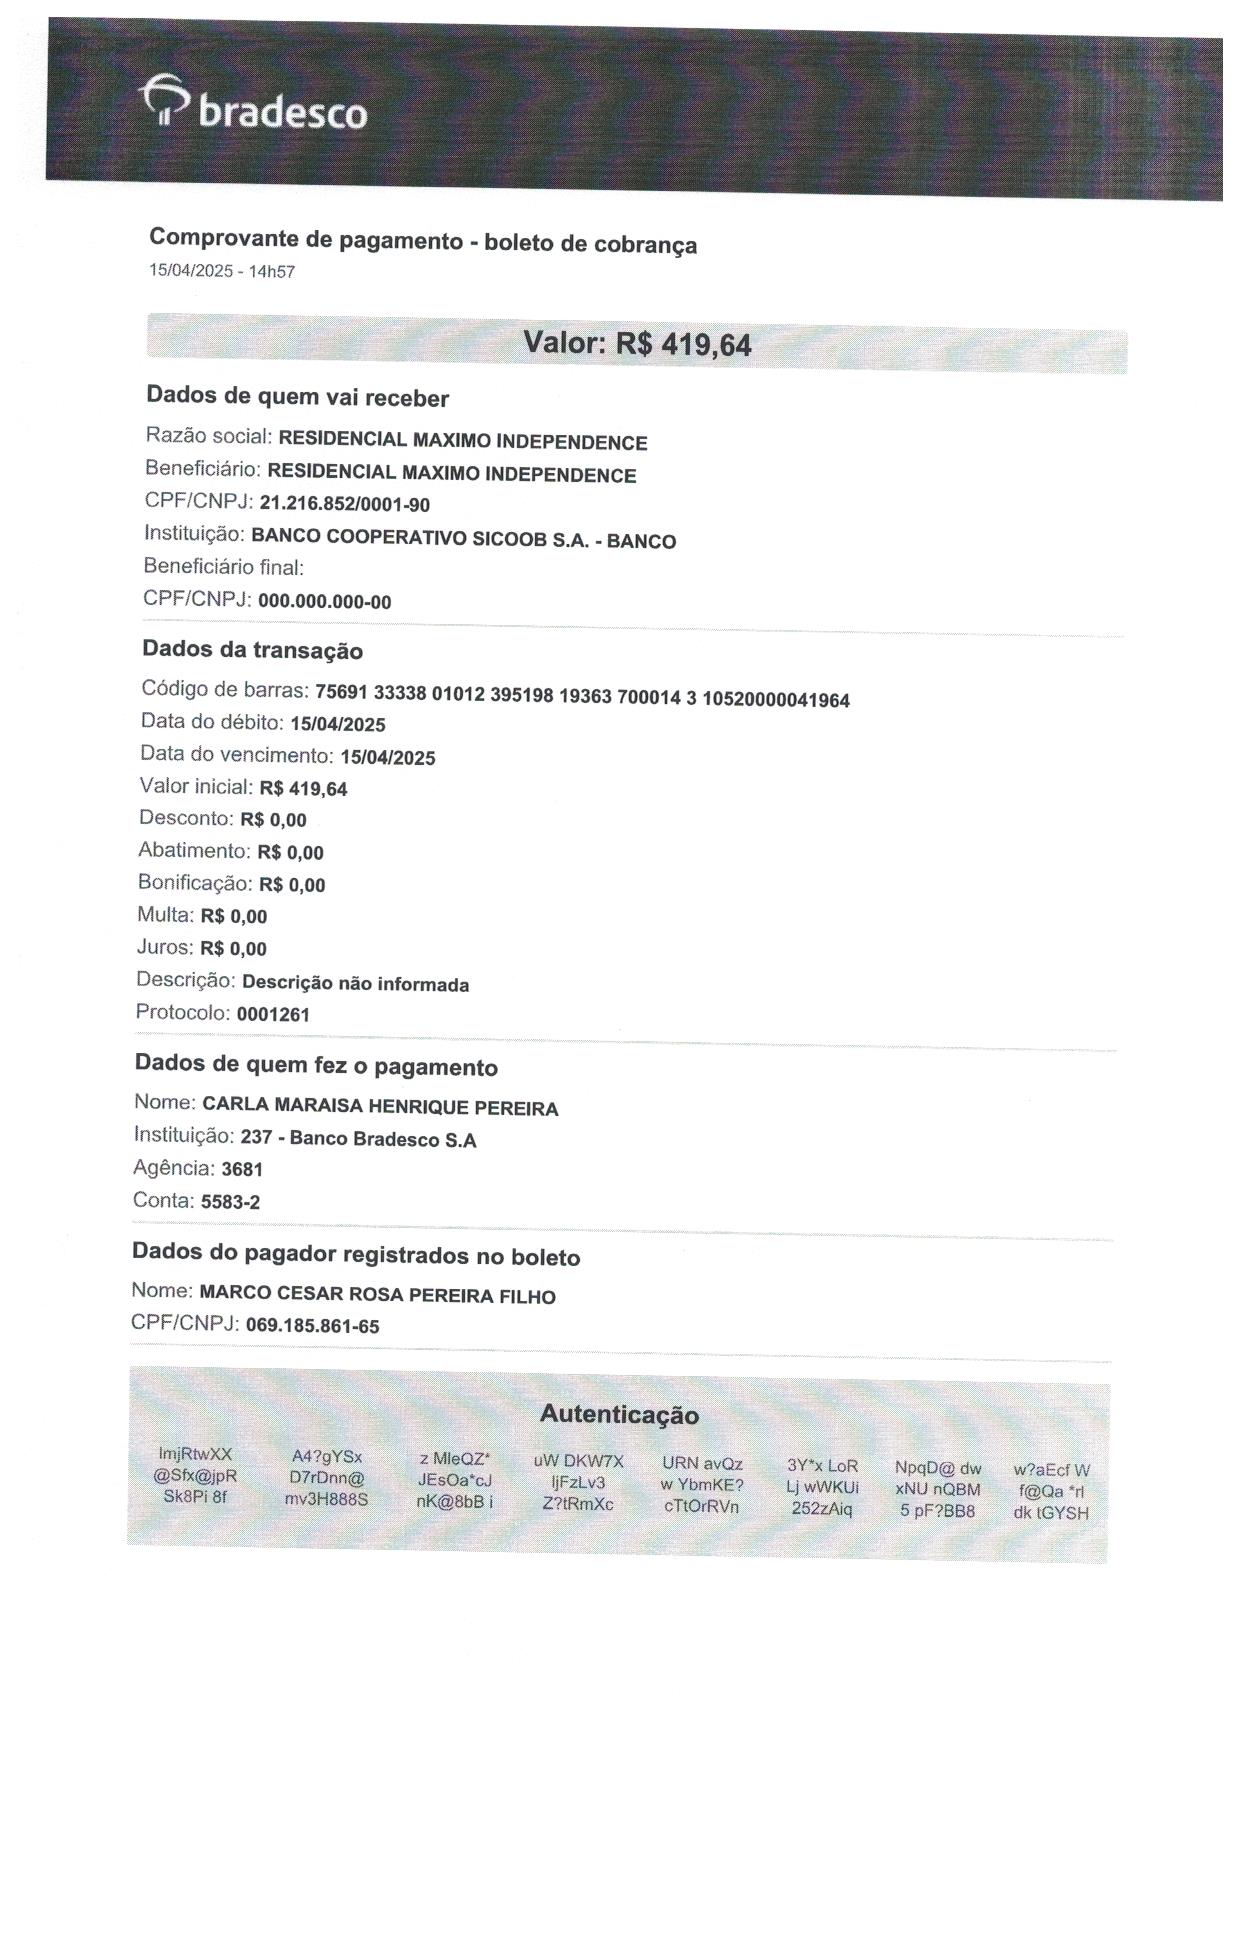 bradesco
Comprovante de pagamento - boleto de cobrança
15/04/2025 - 14h57
Valor: R$ 419,64
Dados de quem vai receber
Razão social: RESIDENCIAL MAXIMO INDEPENDENCE
Beneficiário: RESIDENCIAL MAXIMO INDEPENDENCE
CPF/CNPJ: 21.216.852/0001-90
Instituição: BANCO COOPERATIVO SICOOB S.A. - BANCO
Beneficiário final:
CPF/CNPJ: 000.000.000-00
Dados da transação
Código de barras: 75691 33338 01012 395198 19363 700014 3 10520000041964
Data do débito: 15/04/2025
Data do vencimento: 15/04/2025
Valor inicial: R$ 419,64
Desconto: R$ 0,00
Abatimento: R$ 0,00
Bonificação: R$ 0,00
Multa: R$ 0,00
Juros: R$ 0,00
Descrição: Descrição não informada
Protocolo: 0001261
Dados de quem fez o pagamento
Nome: CARLA MARAISA HENRIQUE PEREIRA
Instituição: 237 - Banco Bradesco S.A
Agência: 3681
Conta: 5583-2
Dados do pagador registrados no boleto
Nome: MARCO CESAR ROSA PEREIRA FILHO
CPF/CNPJ: 069.185.861-65
Autenticação
lmjRtwXX A4?gYSx z MleQZ* uW DKW7X URN avQz 3Y*x LoR NpqD@ dw w?aEcf W
@Sfx@jpR D7rDnn@ JEsOa*cJ ljFzLv3 w YbmKE? Lj wWKUi xNU nQBM f@Qa *rl
Sk8Pi 8f mv3H888S nK@8bB i Z?tRmXc cTtOrRVn 252zAiq 5 pF?BB8 dk tGYSH